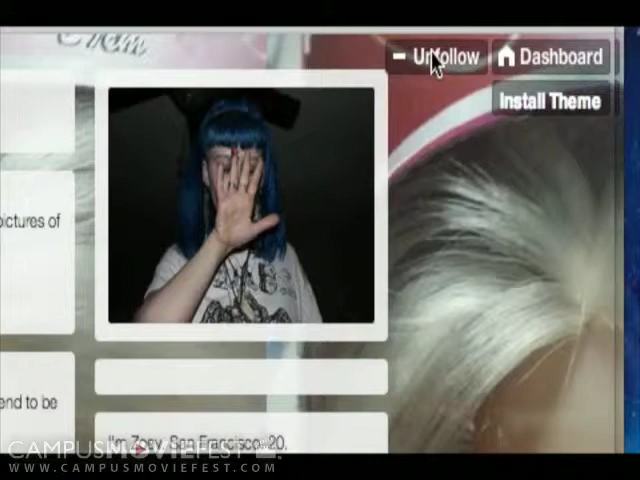 Unfollow
Dashboard
Install Theme
pictures of
end to be
I'm Zoey. San Francisco. 20.
CAMPUSMOVIEFEST
WWW.CAMPUSMOVIEFEST.COM